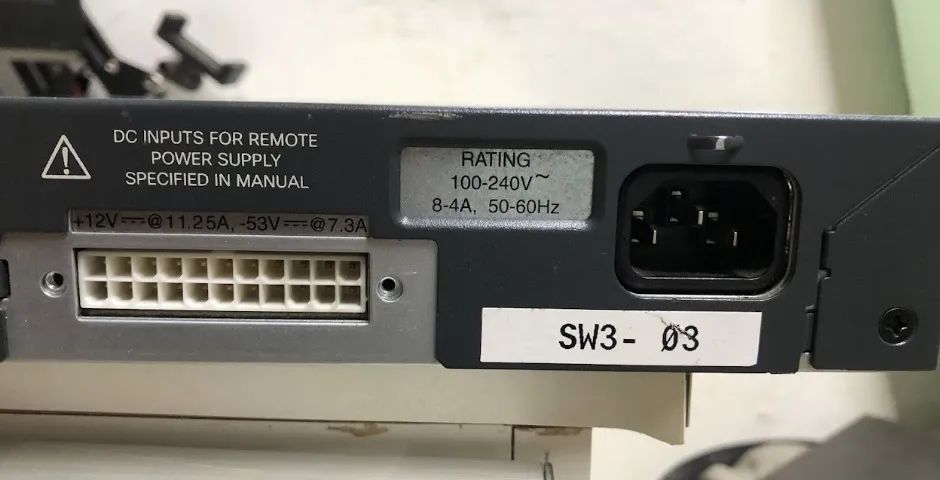 DC INPUTS FOR REMOTE
POWER SUPPLY
SPECIFIED IN MANUAL
+12V⎓@11.25A, -53V⎓@7.3A
RATING
100-240V~
8-4A, 50-60Hz
SW3- 03